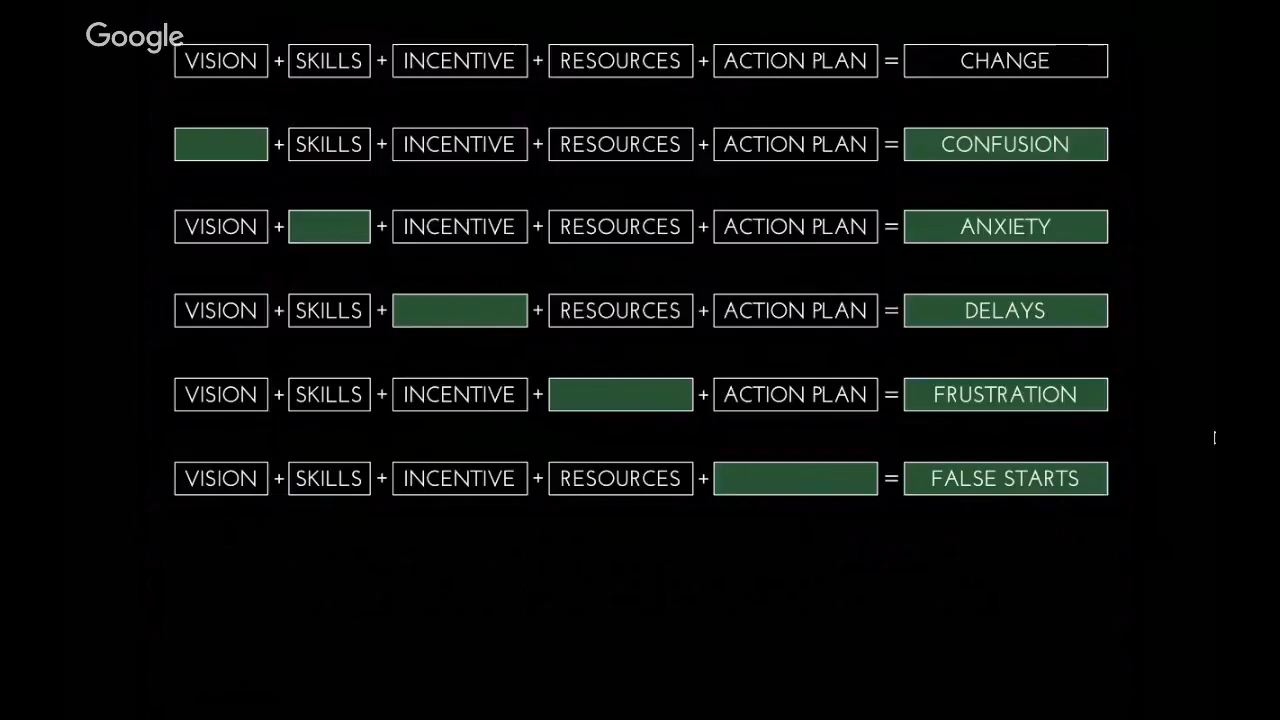 Google
VISION + SKILLS + INCENTIVE + RESOURCES + ACTION PLAN = CHANGE
+ SKILLS + INCENTIVE + RESOURCES + ACTION PLAN = CONFUSION
VISION + + INCENTIVE + RESOURCES + ACTION PLAN = ANXIETY
VISION + SKILLS + + RESOURCES + ACTION PLAN = DELAYS
VISION + SKILLS + INCENTIVE + + ACTION PLAN = FRUSTRATION
VISION + SKILLS + INCENTIVE + RESOURCES + = FALSE STARTS